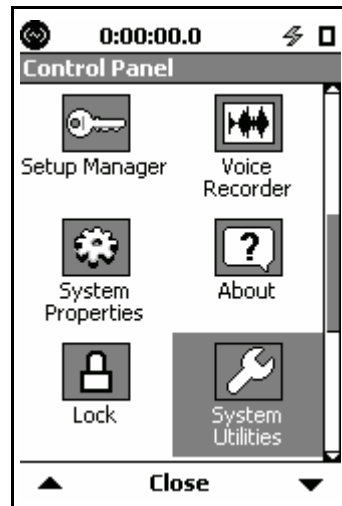 0:00:00.0
Control Panel
Setup Manager
Voice
Recorder
System
Properties
?
About
Lock
System
Utilities
Close